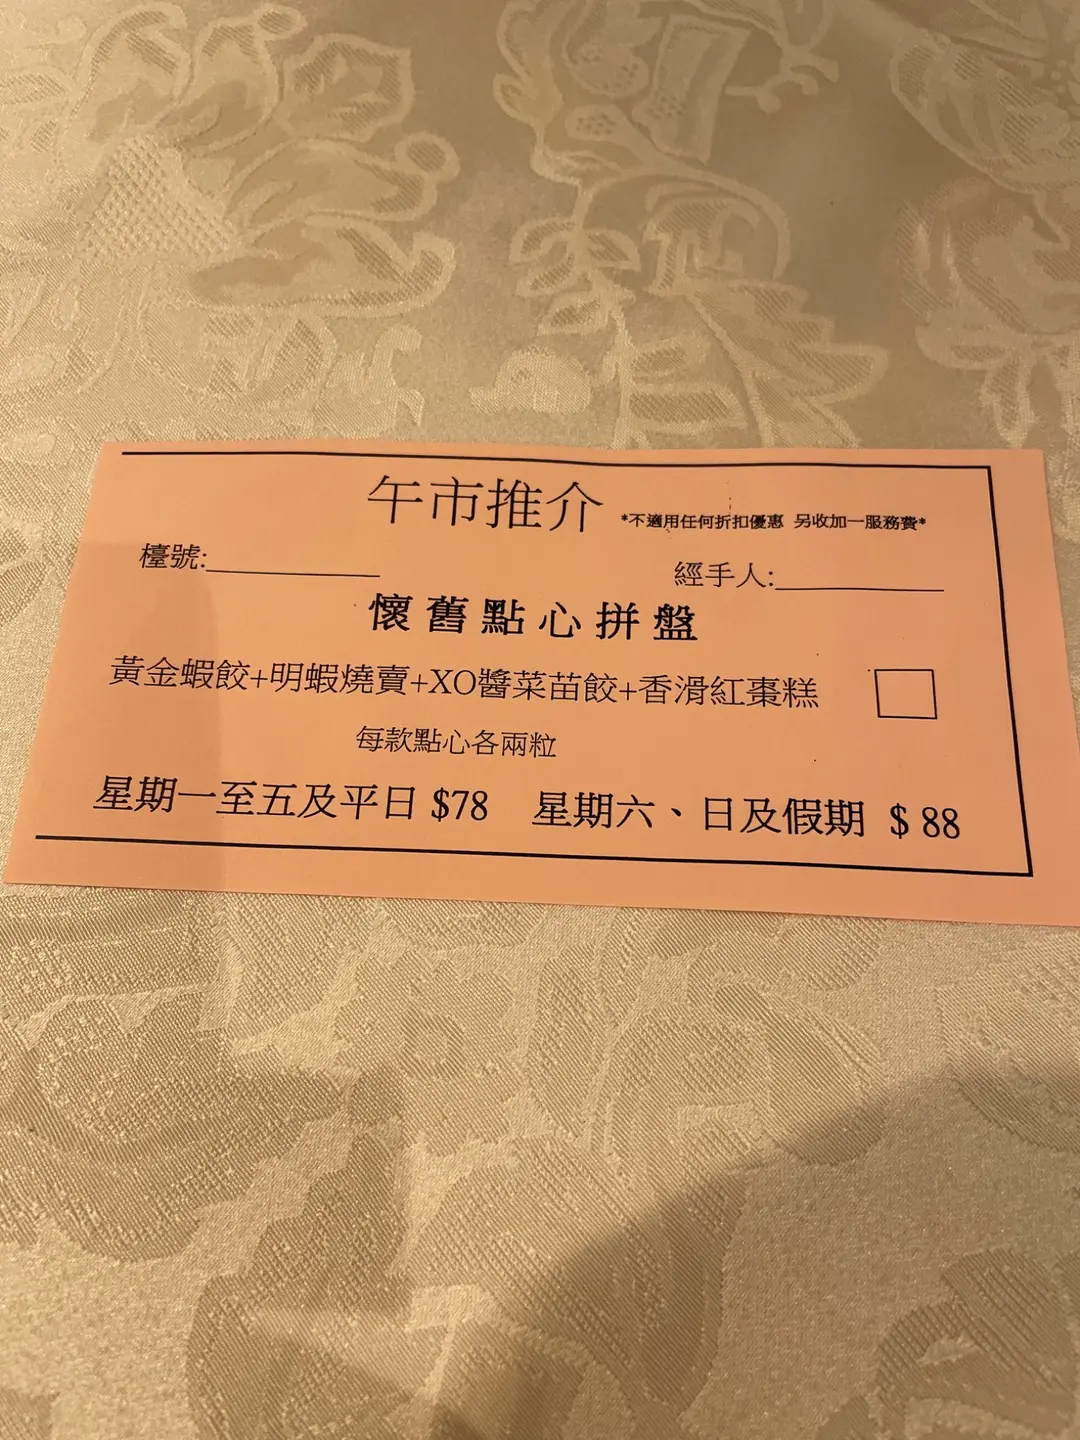 午市推介 *不適用任何折扣優惠 另收加一服務費*
檯號:__________ 經手人:__________
懷舊點心拼盤
黃金蝦餃+明蝦燒賣+XO醬菜苗餃+香滑紅棗糕
每款點心各兩粒
星期一至五及平日 $78 星期六、日及假期 $ 88